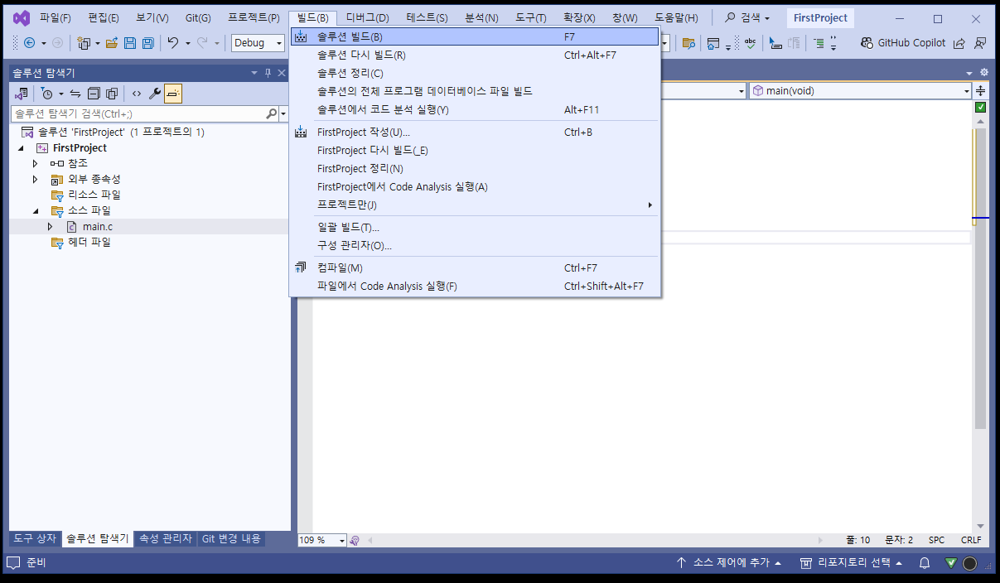 파일(F) 편집(E) 보기(V) Git(G) 프로젝트(P) 빌드(B) 디버그(D) 테스트(S) 분석(N) 도구(T) 확장(X) 창(W) 도움말(H) 검색 FirstProject
Debug GitHub Copilot
솔루션 빌드(B) F7
솔루션 다시 빌드(R) Ctrl+Alt+F7
솔루션 정리(C)
솔루션의 전체 프로그램 데이터베이스 파일 빌드
솔루션에서 코드 분석 실행(Y) Alt+F11
FirstProject 작성(U)... Ctrl+B
FirstProject 다시 빌드(_E)
FirstProject 정리(N)
FirstProject에서 Code Analysis 실행(A)
프로젝트만(J)
일괄 빌드(T)...
구성 관리자(O)...
컴파일(M) Ctrl+F7
파일에서 Code Analysis 실행(F) Ctrl+Shift+Alt+F7
솔루션 탐색기
솔루션 탐색기 검색(Ctrl+;)
솔루션 'FirstProject' (1 프로젝트의 1)
FirstProject
참조
외부 종속성
리소스 파일
소스 파일
main.c
헤더 파일
main(void)
도구 상자 솔루션 탐색기 속성 관리자 Git 변경 내용
109 % 줄: 10 문자: 2 SPC CRLF
준비 소스 제어에 추가 리포지토리 선택